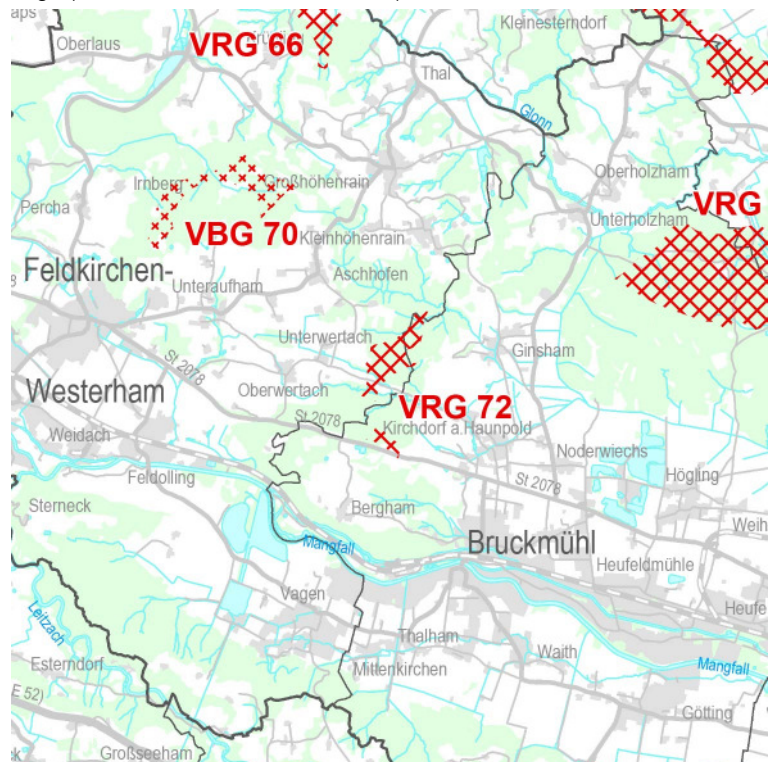 aps
Oberlaus
VRG 66
Kleinesterndorf
Thal
Glonn
Irnberg
Großhöhenrain
Oberholzham
Percha
VBG 70
Unterholzham
VRG
Kleinhöhenrain
Feldkirchen-
Aschhofen
Unteraufham
Unterwertach
Ginsham
St 2078
Westerham
Oberwertach
VRG 72
St 2078
Kirchdorf a.Haunpold
Weidach
Noderwiechs
Högling
Feldolling
St 2078
Sterneck
Bergham
Weih
Mangfall
Bruckmühl
Heufeldmühle
Vagen
Heufe
Leitzach
Thalham
Waith
Esterndorf
Mittenkirchen
Mangfall
E 52)
Götting
Großseeham